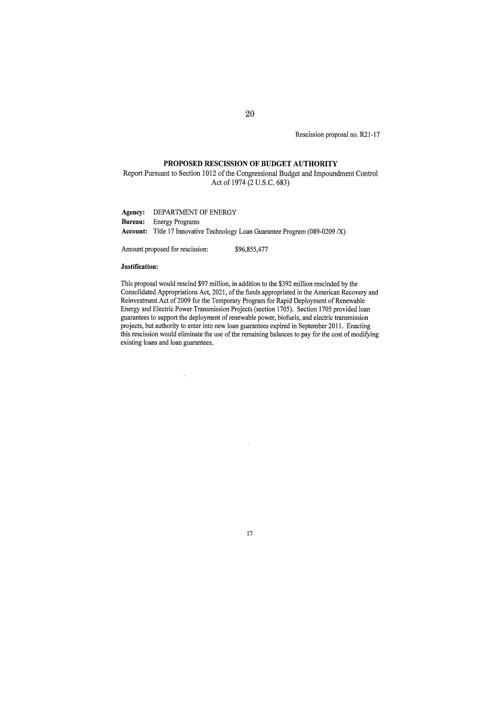 20
Rescission proposal no. R21-17
PROPOSED RESCISSION OF BUDGET AUTHORITY
Report Pursuant to Section 1012 of the Congressional Budget and Impoundment Control
Act of 1974 (2 U.S.C. 683)
Agency: DEPARTMENT OF ENERGY
Bureau: Energy Programs
Account: Title 17 Innovative Technology Loan Guarantee Program (089-0209 /X)
Amount proposed for rescission: $96,855,477
Justification:
This proposal would rescind $97 million, in addition to the $392 million rescinded by the
Consolidated Appropriations Act, 2021, of the funds appropriated in the American Recovery and
Reinvestment Act of 2009 for the Temporary Program for Rapid Deployment of Renewable
Energy and Electric Power Transmission Projects (section 1705). Section 1705 provided loan
guarantees to support the deployment of renewable power, biofuels, and electric transmission
projects, but authority to enter into new loan guarantees expired in September 2011. Enacting
this rescission would eliminate the use of the remaining balances to pay for the cost of modifying
existing loans and loan guarantees.
17